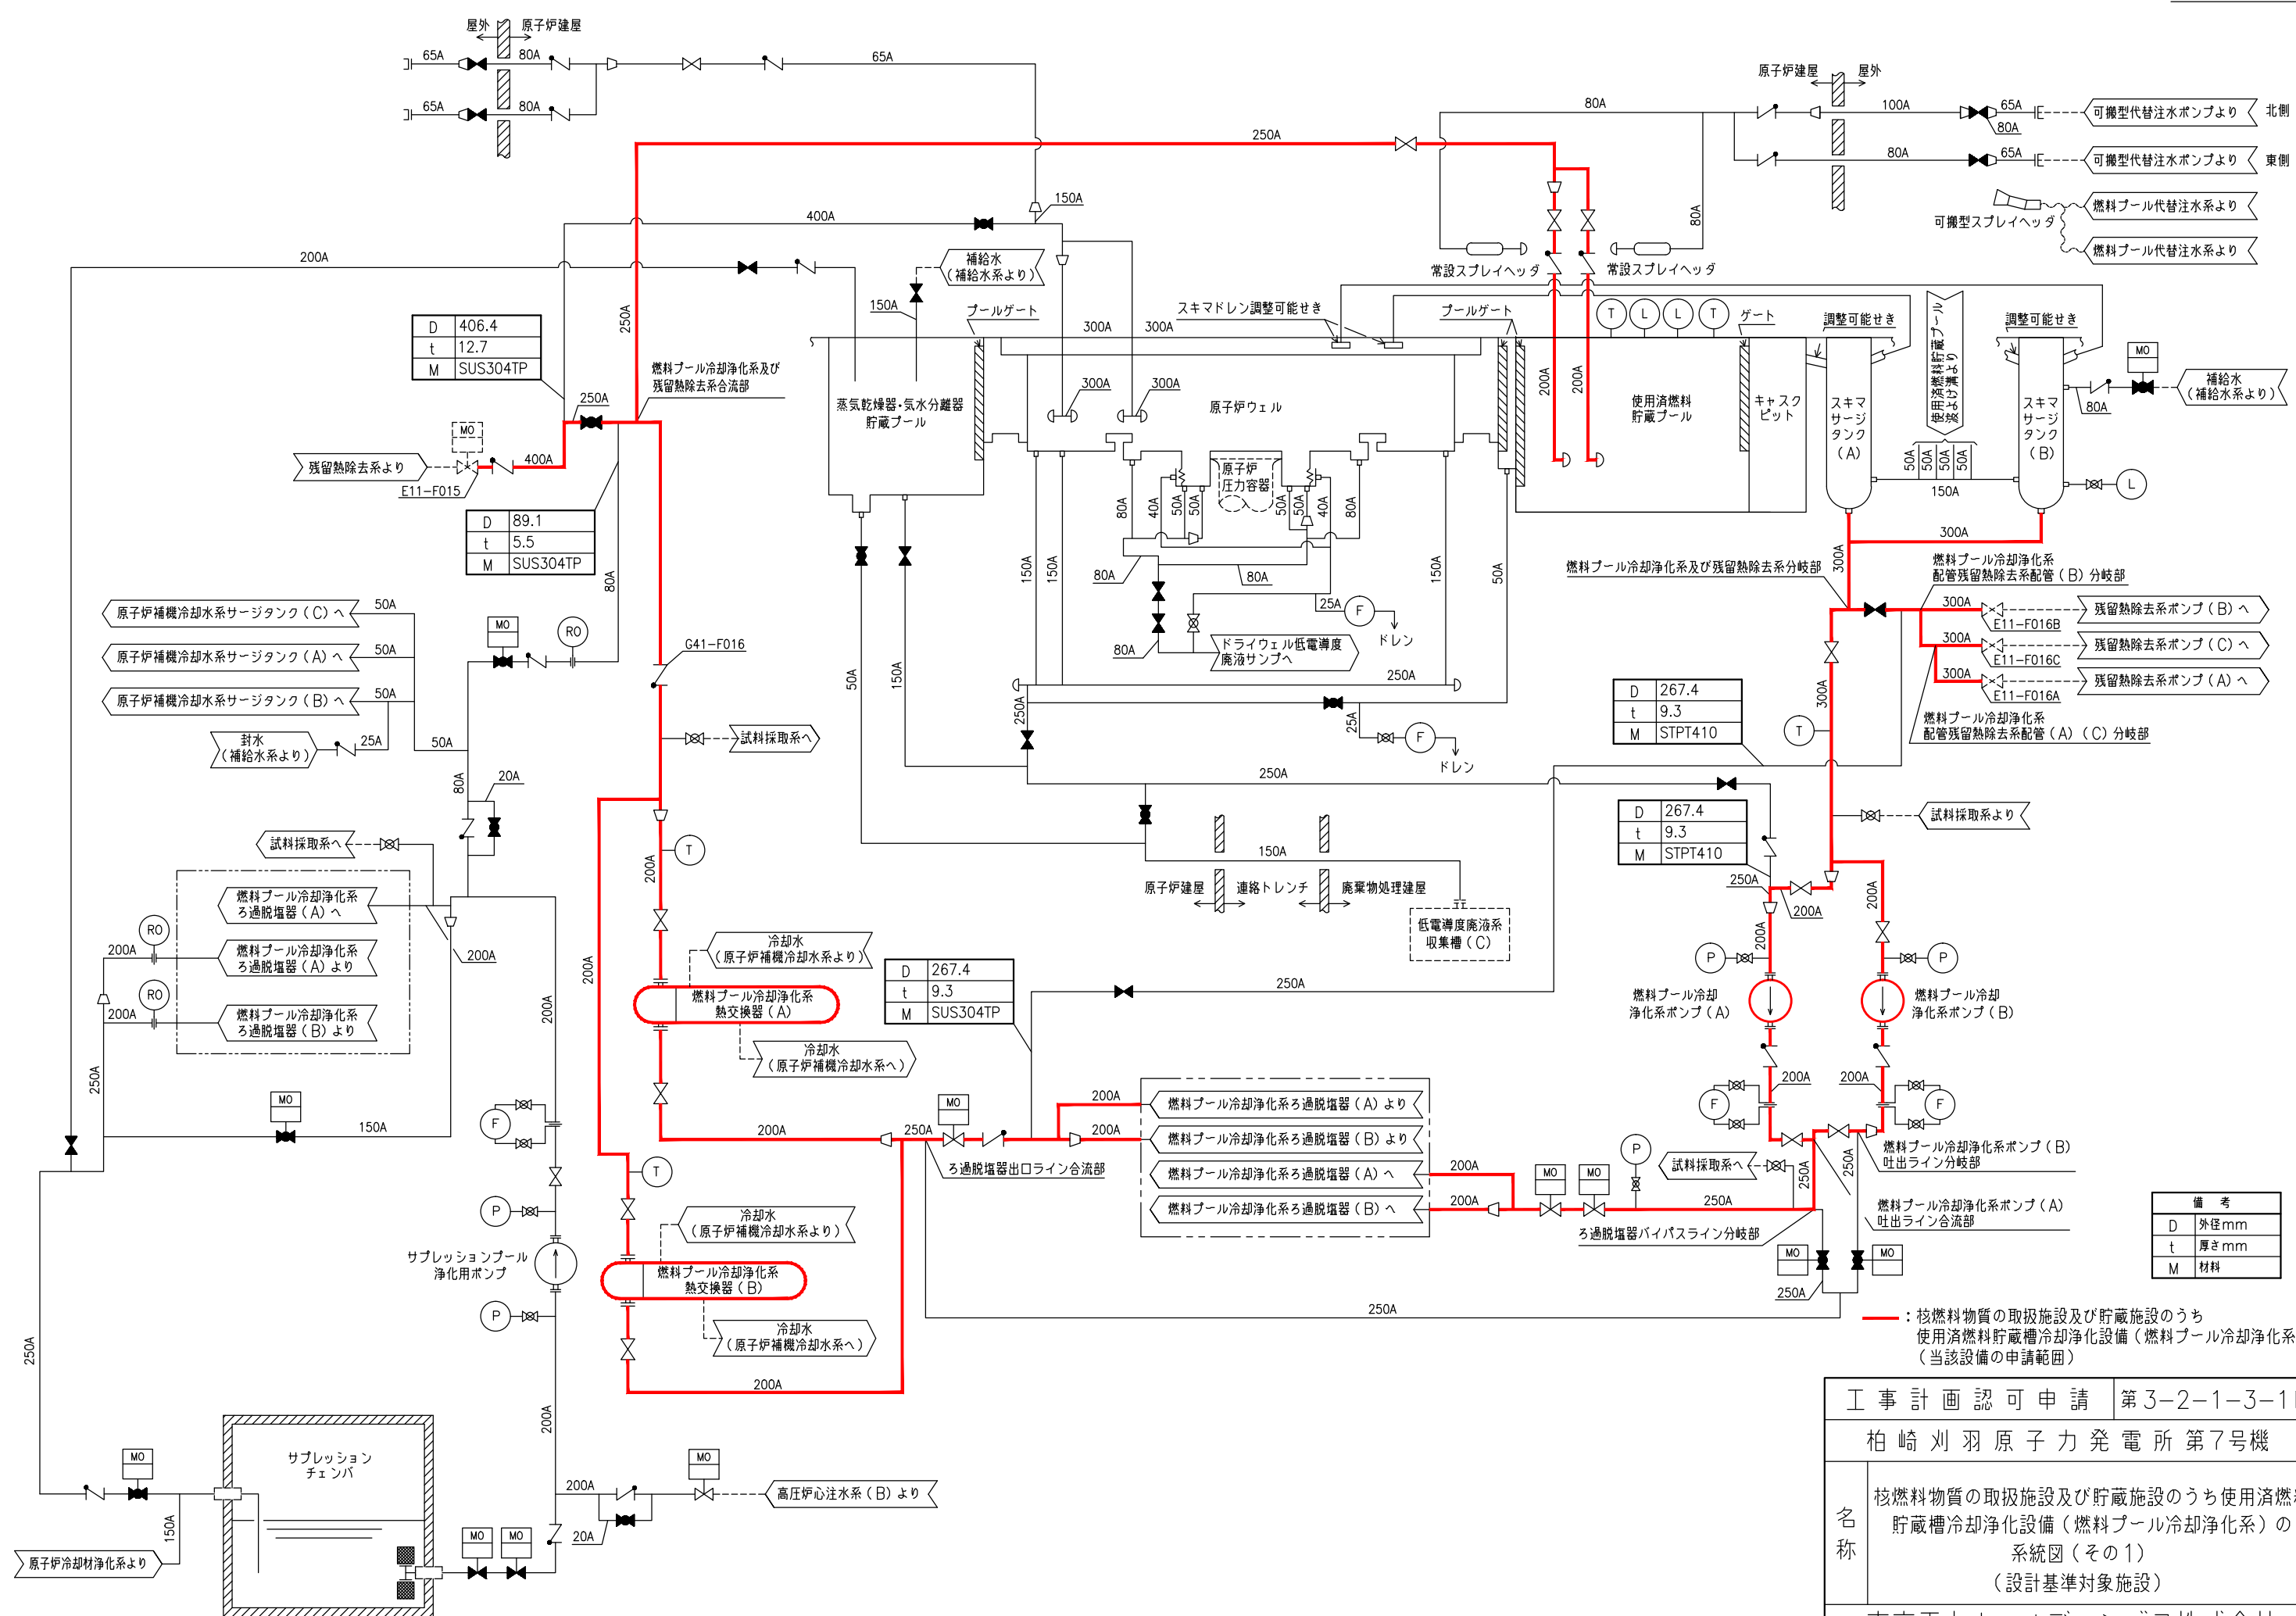 屋外
原子炉建屋
65A
80A
65A
65A
80A
原子炉建屋
屋外
80A
100A
65A
可搬型代替注水ポンプより
北側
80A
250A
80A
65A
可搬型代替注水ポンプより
東側
燃料プール代替注水系より
可搬型スプレイヘッダ
燃料プール代替注水系より
80A
常設スプレイヘッダ
常設スプレイヘッダ
400A
150A
200A
補給水
(補給水系より)
150A
プールゲート
300A
300A
スキマドレン調整可能せき
プールゲート
T
L
L
T
ゲート
調整可能せき
使用済燃料貯蔵プール
波よけ溝より
調整可能せき
MO
補給水
(補給水系より)
80A
D 406.4
t 12.7
M SUS304TP
250A
燃料プール冷却浄化系及び
残留熱除去系合流部
250A
MO
残留熱除去系より
400A
E11-F015
D 89.1
t 5.5
M SUS304TP
80A
蒸気乾燥器・気水分離器
貯蔵プール
300A
300A
原子炉ウェル
原子炉
圧力容器
200A
200A
使用済燃料
貯蔵プール
キャスク
ピット
スキマ
サージ
タンク
(A)
50A
50A
50A
50A
150A
スキマ
サージ
タンク
(B)
L
80A
40A
50A
50A
50A
50A
40A
80A
150A
150A
80A
80A
150A
50A
25A
F
ドレン
80A
ドライウェル低電導度
廃液サンプへ
50A
150A
250A
250A
25A
F
ドレン
300A
300A
燃料プール冷却浄化系及び残留熱除去系分岐部
燃料プール冷却浄化系
配管残留熱除去系配管(B)分岐部
300A
E11-F016B
残留熱除去系ポンプ(B)へ
300A
E11-F016C
残留熱除去系ポンプ(C)へ
300A
E11-F016A
残留熱除去系ポンプ(A)へ
燃料プール冷却浄化系
配管残留熱除去系配管(A)(C)分岐部
300A
D 267.4
t 9.3
M STPT410
T
原子炉補機冷却水系サージタンク(C)へ
50A
原子炉補機冷却水系サージタンク(A)へ
50A
原子炉補機冷却水系サージタンク(B)へ
50A
MO
RO
封水
(補給水系より)
25A
50A
80A
20A
G41-F016
試料採取系へ
250A
D 267.4
t 9.3
M STPT410
試料採取系より
250A
200A
200A
200A
試料採取系へ
燃料プール冷却浄化系
ろ過脱塩器(A)へ
RO
200A
燃料プール冷却浄化系
ろ過脱塩器(A)より
RO
200A
燃料プール冷却浄化系
ろ過脱塩器(B)より
200A
200A
250A
MO
150A
200A
T
200A
冷却水
(原子炉補機冷却水系より)
燃料プール冷却浄化系
熱交換器(A)
冷却水
(原子炉補機冷却水系へ)
D 267.4
t 9.3
M SUS304TP
250A
150A
原子炉建屋
連絡トレンチ
廃棄物処理建屋
低電導度廃液系
収集槽(C)
P
P
燃料プール冷却
浄化系ポンプ(A)
燃料プール冷却
浄化系ポンプ(B)
200A
200A
F
F
200A
250A
MO
200A
200A
ろ過脱塩器出口ライン合流部
燃料プール冷却浄化系ろ過脱塩器(A)より
燃料プール冷却浄化系ろ過脱塩器(B)より
燃料プール冷却浄化系ろ過脱塩器(A)へ
燃料プール冷却浄化系ろ過脱塩器(B)へ
200A
200A
MO
MO
P
試料採取系へ
250A
250A
250A
燃料プール冷却浄化系ポンプ(B)
吐出ライン分岐部
燃料プール冷却浄化系ポンプ(A)
吐出ライン合流部
ろ過脱塩器バイパスライン分岐部
MO
MO
250A
250A
T
冷却水
(原子炉補機冷却水系より)
燃料プール冷却浄化系
熱交換器(B)
冷却水
(原子炉補機冷却水系へ)
200A
F
P
サプレッションプール
浄化用ポンプ
P
200A
250A
MO
サプレッション
チェンバ
150A
原子炉冷却材浄化系より
MO
MO
200A
MO
高圧炉心注水系(B)より
20A
備 考
D 外径mm
t 厚さmm
M 材料
:核燃料物質の取扱施設及び貯蔵施設のうち
使用済燃料貯蔵槽冷却浄化設備(燃料プール冷却浄化系
(当該設備の申請範囲)
工事計画認可申請
第3-2-1-3-1
柏崎刈羽原子力発電所第7号機
名称
核燃料物質の取扱施設及び貯蔵施設のうち使用済燃
貯蔵槽冷却浄化設備(燃料プール冷却浄化系)の
系統図(その1)
(設計基準対象施設)